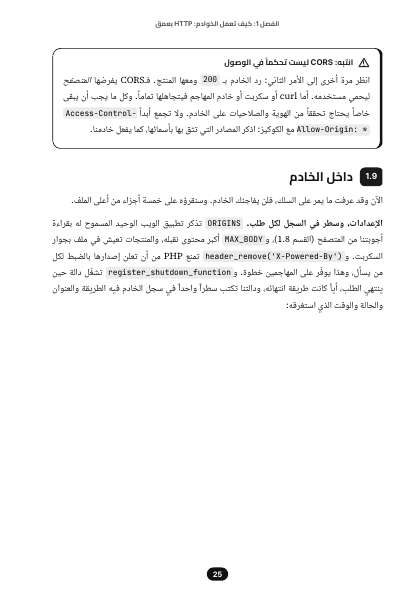 الفصل 1: كيف تعمل الخوادم: HTTP بعمق
انتبه: CORS ليست تحكماً في الوصول
انظر مرة أخرى إلى الأمر الثاني: رد الخادم بـ 200 ومعها المنتج. فـCORS يفرضها المتصفح
ليحمي مستخدمه. أما curl أو سكربت أو خادم المهاجم فيتجاهلها تماماً. وكل ما يجب أن يبقى
خاصاً يحتاج تحققاً من الهوية والصلاحيات على الخادم. ولا تجمع أبداً Access-Control-
Allow-Origin: * مع الكوكيز: اذكر المصادر التي تثق بها بأسمائها، كما يفعل خادمنا.
1.9 داخل الخادم
الآن وقد عرفت ما يمر على السلك، فلن يفاجئك الخادم. وسنقرؤه على خمسة أجزاء من أعلى الملف.
الإعدادات، وسطر في السجل لكل طلب. ORIGINS تذكر تطبيق الويب الوحيد المسموح له بقراءة
أجوبتنا من المتصفح (القسم 1.8)، وMAX_BODY أكبر محتوى نقبله، والمنتجات تعيش في ملف بجوار
السكربت. وheader_remove('X-Powered-By') تمنع PHP من أن تعلن إصدارها بالضبط لكل
من يسأل، وهذا يوفّر على المهاجمين خطوة. وregister_shutdown_function تشغّل دالة حين
ينتهي الطلب، أياً كانت طريقة انتهائه، ودالتنا تكتب سطراً واحداً في سجل الخادم فيه الطريقة والعنوان
والحالة والوقت الذي استغرقه:
25